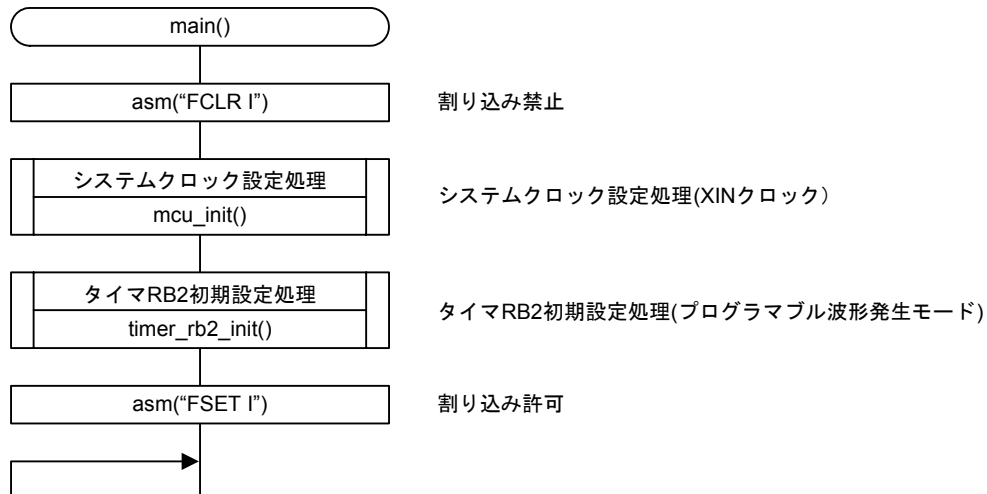 main()
asm(“FCLR I”)
割り込み禁止
システムクロック設定処理
mcu_init()
システムクロック設定処理(XINクロック）
タイマRB2初期設定処理
timer_rb2_init()
タイマRB2初期設定処理(プログラマブル波形発生モード)
asm(“FSET I”)
割り込み許可